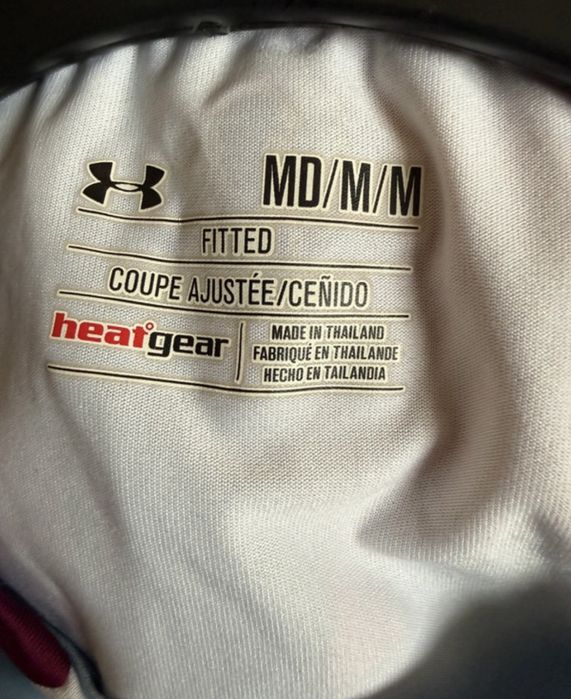 MD/M/M
FITTED
COUPE AJUSTÉE/CEÑIDO
heatgear
MADE IN THAILAND
FABRIQUÉ EN THAILANDE
HECHO EN TAILANDIA